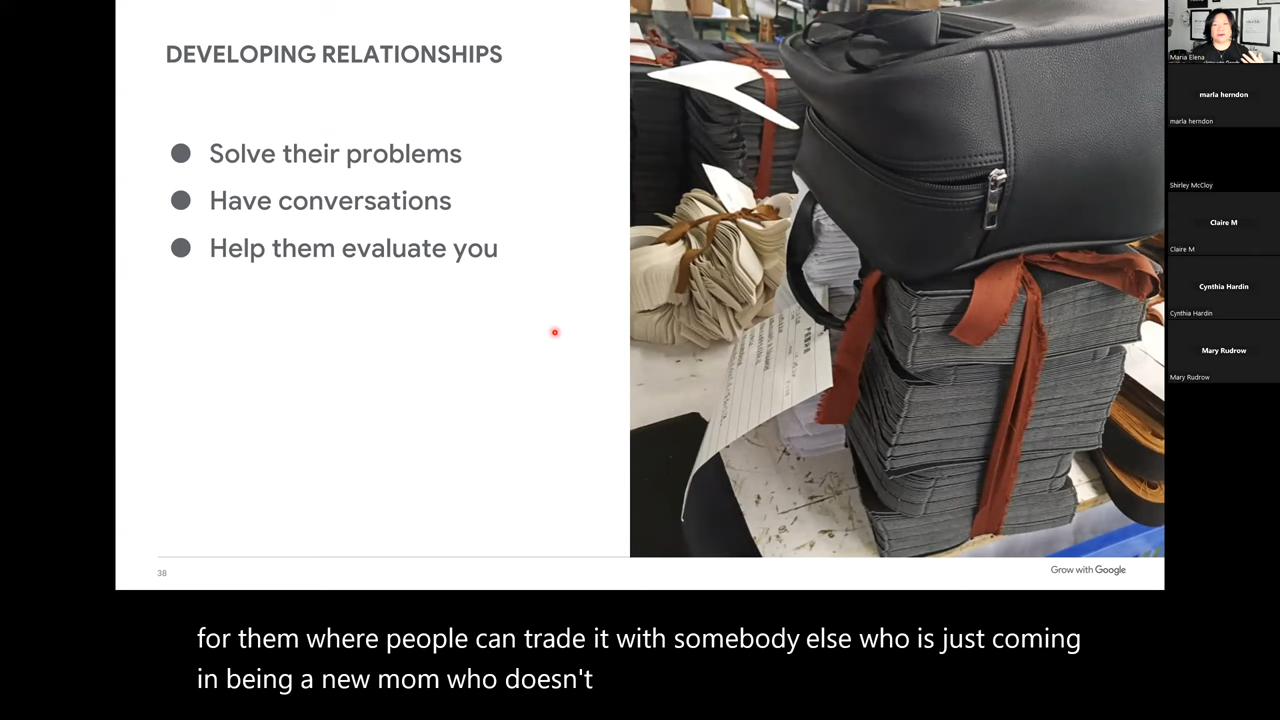 DEVELOPING RELATIONSHIPS
● Solve their problems
● Have conversations
● Help them evaluate you
38
Grow with Google
Maria Elena
marla herndon
marla herndon
Shirley McCloy
Claire M
Claire M
Cynthia Hardin
Cynthia Hardin
Mary Rudrow
Mary Rudrow
for them where people can trade it with somebody else who is just coming
in being a new mom who doesn't